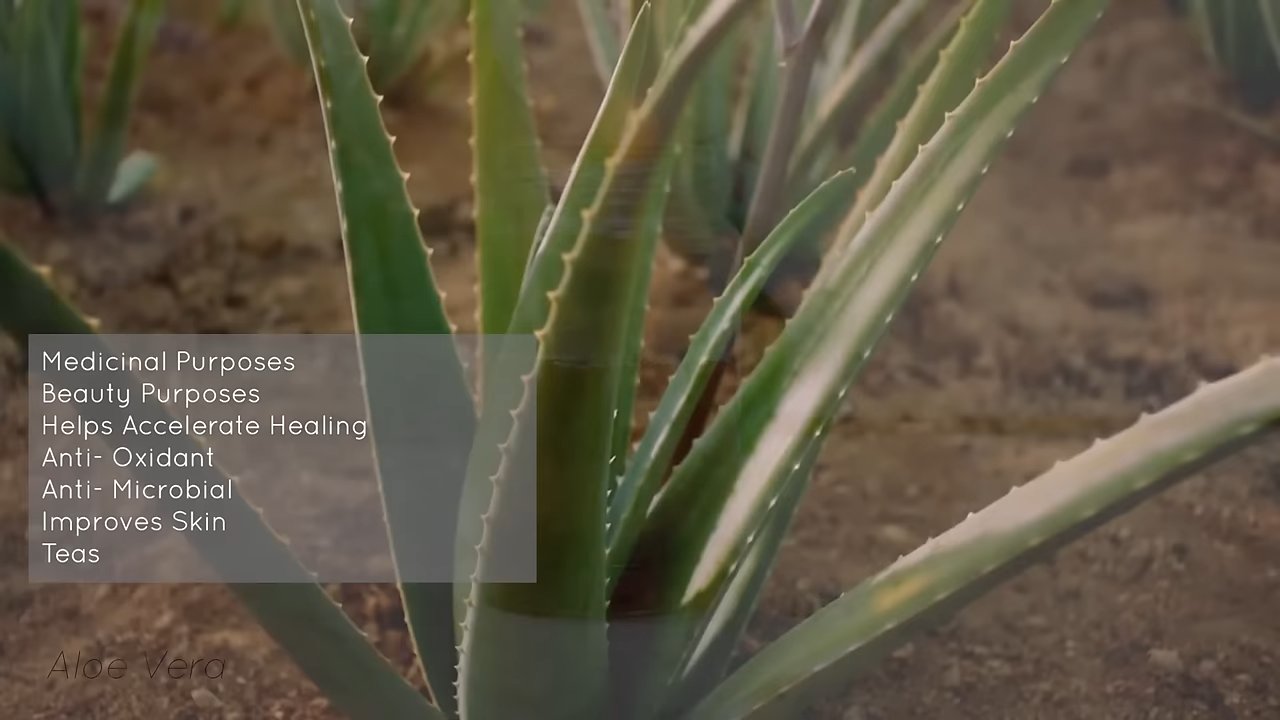 Medicinal Purposes
Beauty Purposes
Helps Accelerate Healing
Anti- Oxidant
Anti- Microbial
Improves Skin
Teas
Aloe Vera